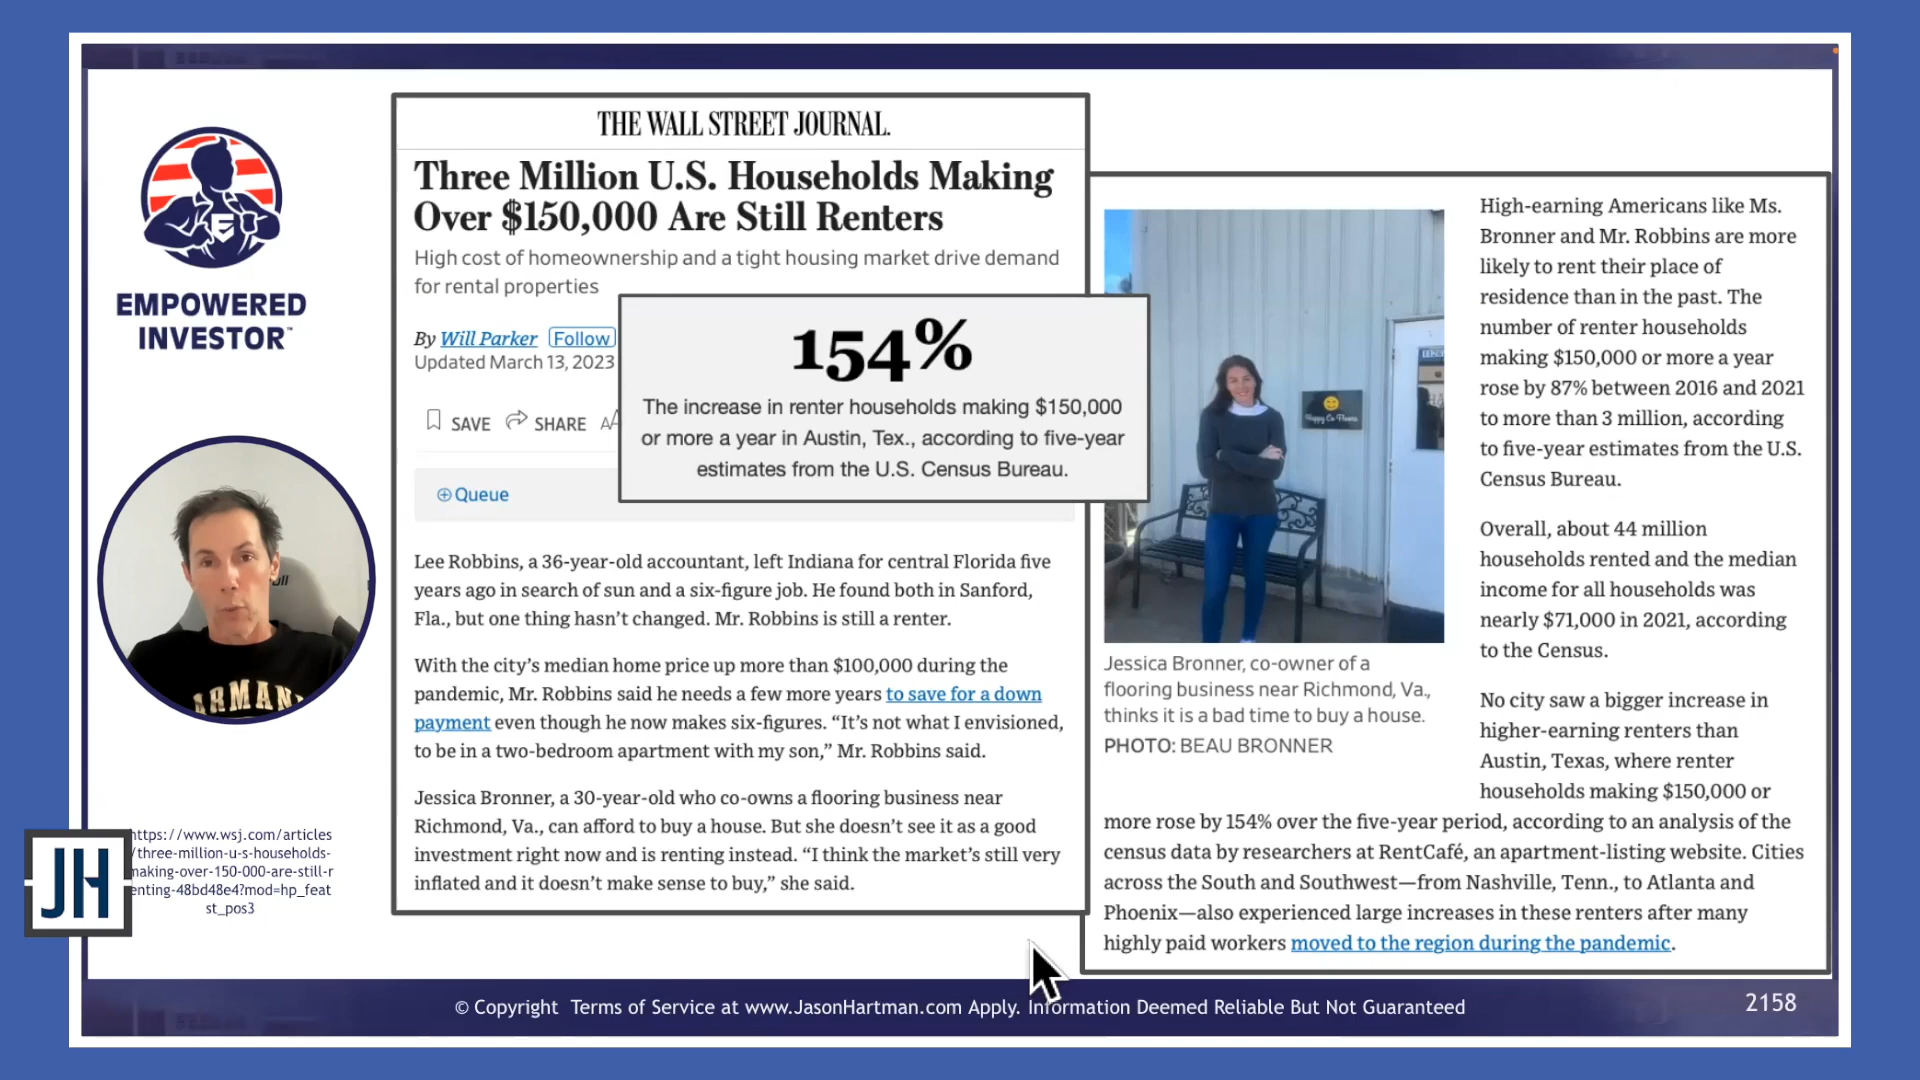 EMPOWERED
INVESTOR™
THE WALL STREET JOURNAL.
Three Million U.S. Households Making
Over $150,000 Are Still Renters
High cost of homeownership and a tight housing market drive demand
for rental properties
By Will Parker Follow
Updated March 13, 2023
SAVE SHARE AA
Queue
154%
The increase in renter households making $150,000
or more a year in Austin, Tex., according to five-year
estimates from the U.S. Census Bureau.
Lee Robbins, a 36-year-old accountant, left Indiana for central Florida five
years ago in search of sun and a six-figure job. He found both in Sanford,
Fla., but one thing hasn’t changed. Mr. Robbins is still a renter.
With the city’s median home price up more than $100,000 during the
pandemic, Mr. Robbins said he needs a few more years to save for a down
payment even though he now makes six-figures. “It’s not what I envisioned,
to be in a two-bedroom apartment with my son,” Mr. Robbins said.
Jessica Bronner, a 30-year-old who co-owns a flooring business near
Richmond, Va., can afford to buy a house. But she doesn’t see it as a good
investment right now and is renting instead. “I think the market’s still very
inflated and it doesn’t make sense to buy,” she said.
Happy Co Floors
Jessica Bronner, co-owner of a
flooring business near Richmond, Va.,
thinks it is a bad time to buy a house.
PHOTO: BEAU BRONNER
High-earning Americans like Ms.
Bronner and Mr. Robbins are more
likely to rent their place of
residence than in the past. The
number of renter households
making $150,000 or more a year
rose by 87% between 2016 and 2021
to more than 3 million, according
to five-year estimates from the U.S.
Census Bureau.
Overall, about 44 million
households rented and the median
income for all households was
nearly $71,000 in 2021, according
to the Census.
No city saw a bigger increase in
higher-earning renters than
Austin, Texas, where renter
households making $150,000 or
more rose by 154% over the five-year period, according to an analysis of the
census data by researchers at RentCafé, an apartment-listing website. Cities
across the South and Southwest—from Nashville, Tenn., to Atlanta and
Phoenix—also experienced large increases in these renters after many
highly paid workers moved to the region during the pandemic.
ARMANI
https://www.wsj.com/articles
/three-million-u-s-households-
making-over-150-000-are-still-r
enting-48bd48e4?mod=hp_feat
st_pos3
JH
© Copyright Terms of Service at www.JasonHartman.com Apply. Information Deemed Reliable But Not Guaranteed
2158